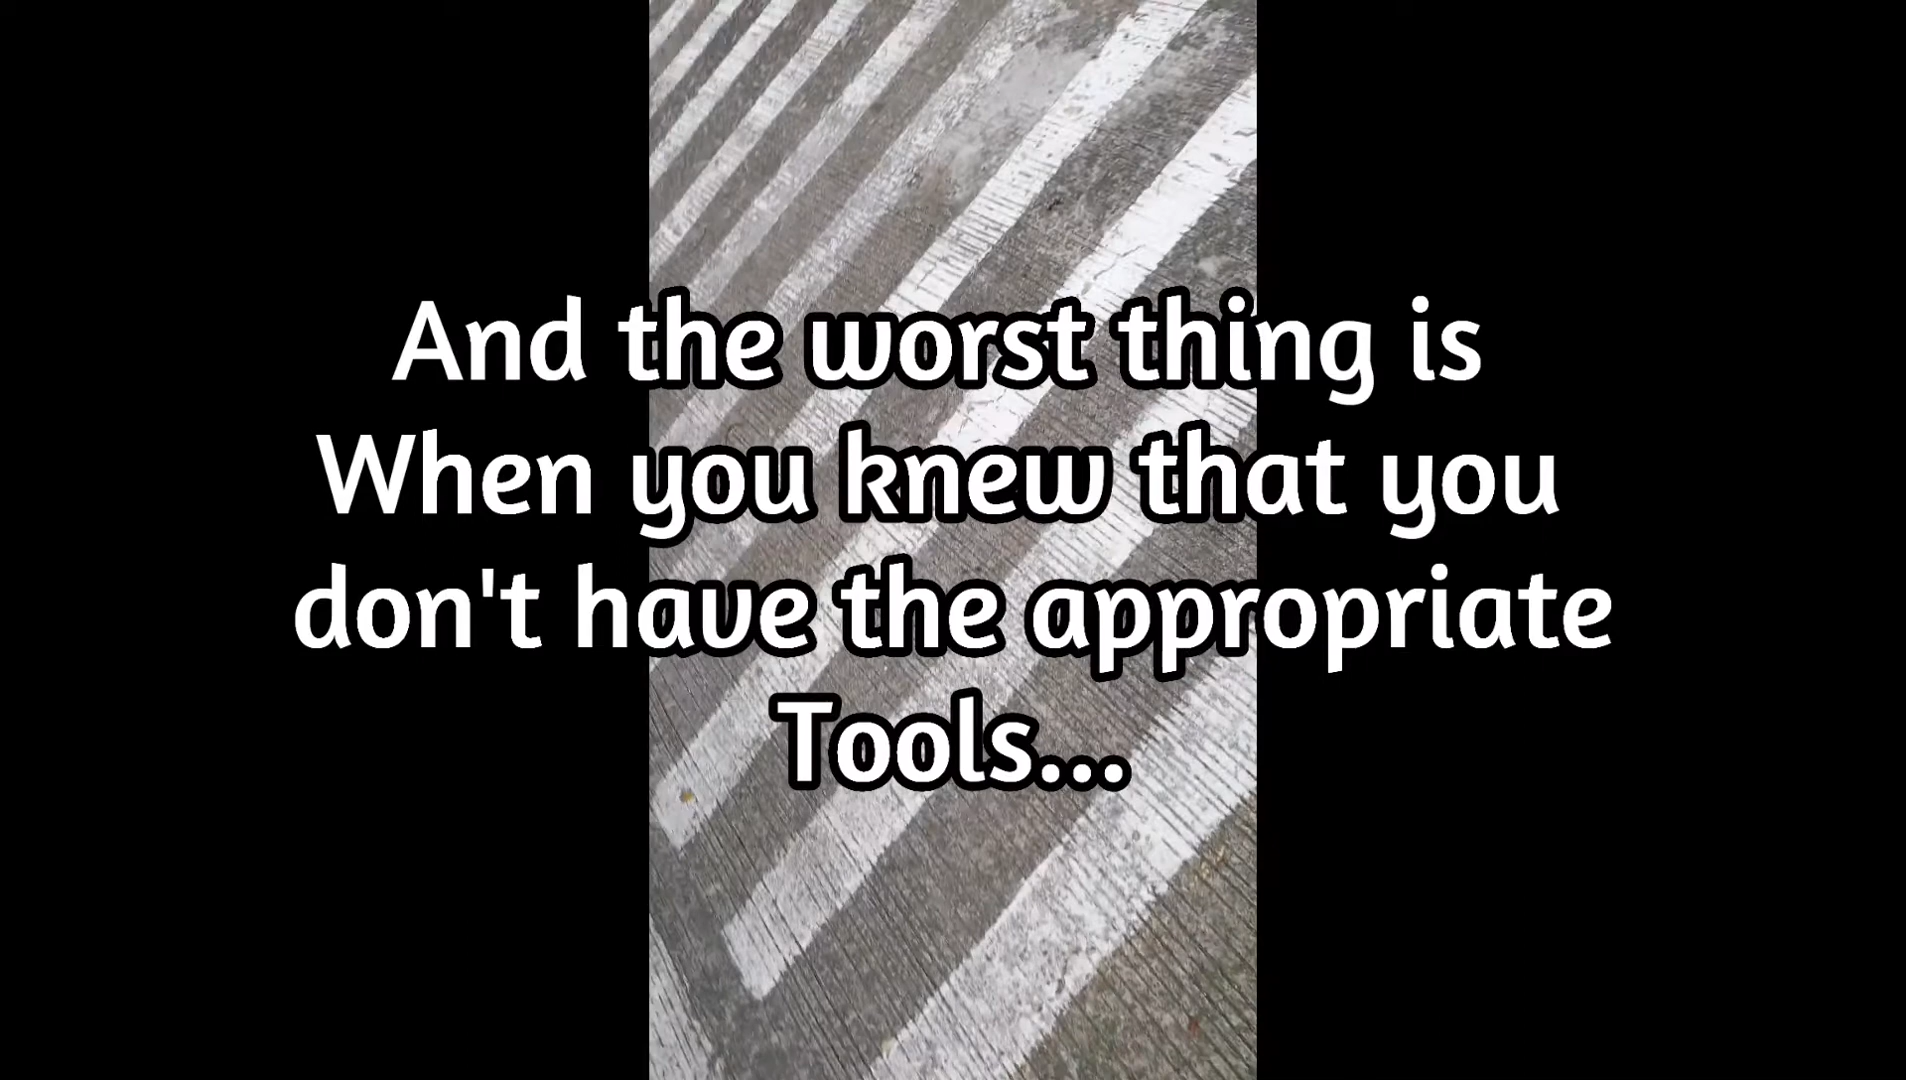 And the worst thing is
When you knew that you
don't have the appropriate
Tools...